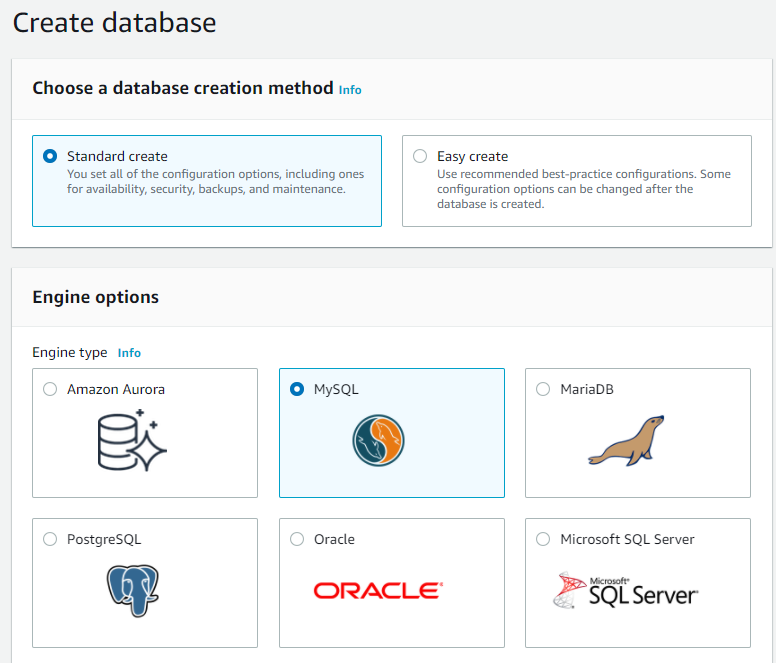 Create database
Choose a database creation method Info
Standard create
You set all of the configuration options, including ones
for availability, security, backups, and maintenance.
Easy create
Use recommended best-practice configurations. Some
configuration options can be changed after the
database is created.
Engine options
Engine type Info
Amazon Aurora
MySQL
MariaDB
PostgreSQL
Oracle
ORACLE
Microsoft SQL Server
Microsoft®
SQL Server